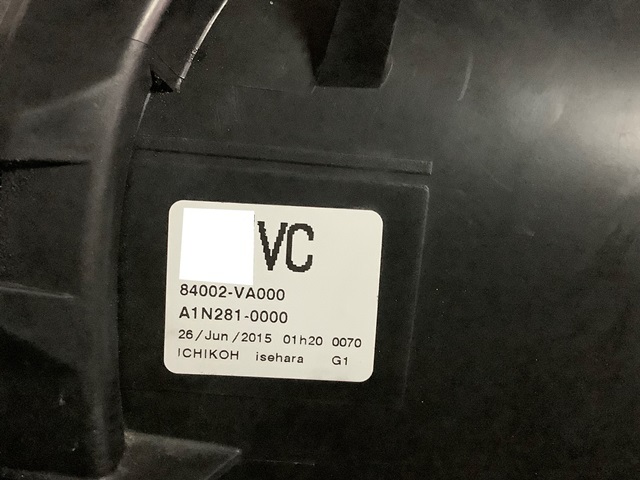 VC
84002-VA000
A1N281-0000
26/Jun/2015 01h20 0070
ICHIKOH isehara G1